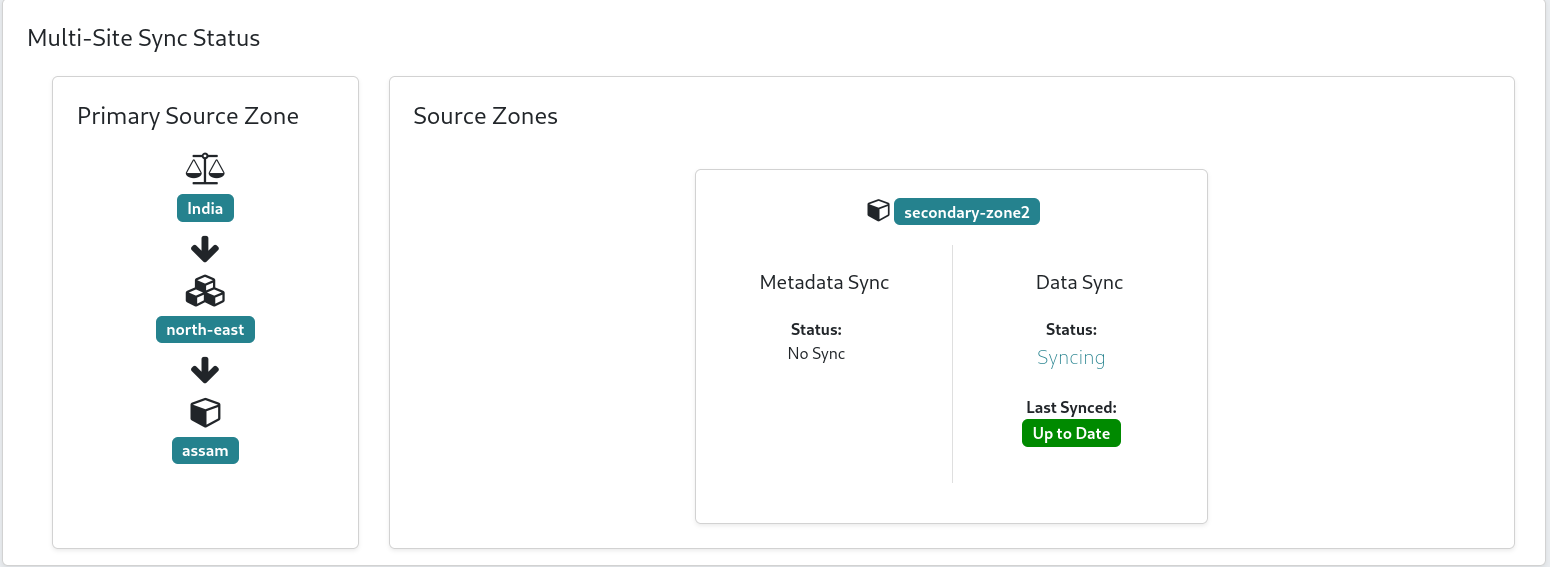 Multi-Site Sync Status
Primary Source Zone
India
north-east
assam
Source Zones
secondary-zone2
Metadata Sync
Status:
No Sync
Data Sync
Status:
Syncing
Last Synced:
Up to Date